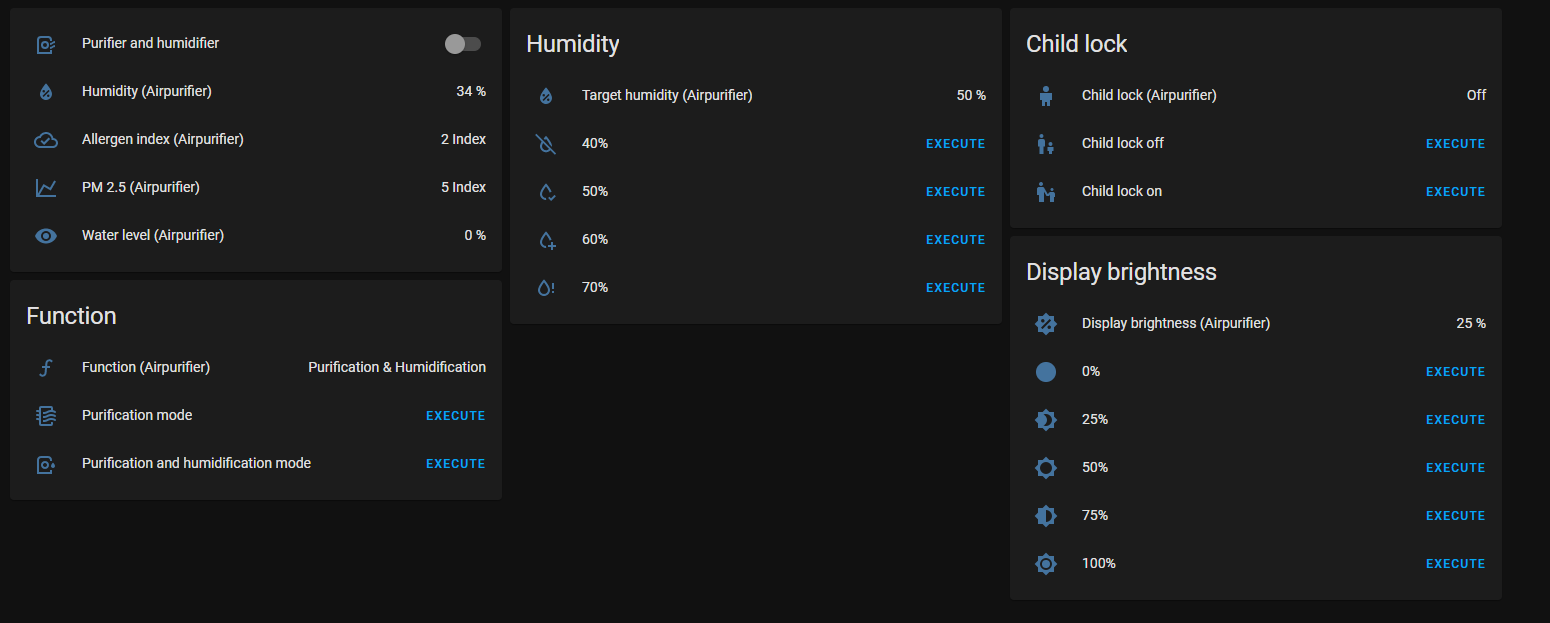 Purifier and humidifier
Humidity (Airpurifier) 34 %
Allergen index (Airpurifier) 2 Index
PM 2.5 (Airpurifier) 5 Index
Water level (Airpurifier) 0 %
Function
Function (Airpurifier) Purification & Humidification
Purification mode EXECUTE
Purification and humidification mode EXECUTE
Humidity
Target humidity (Airpurifier) 50 %
40% EXECUTE
50% EXECUTE
60% EXECUTE
70% EXECUTE
Child lock
Child lock (Airpurifier) Off
Child lock off EXECUTE
Child lock on EXECUTE
Display brightness
Display brightness (Airpurifier) 25 %
0% EXECUTE
25% EXECUTE
50% EXECUTE
75% EXECUTE
100% EXECUTE